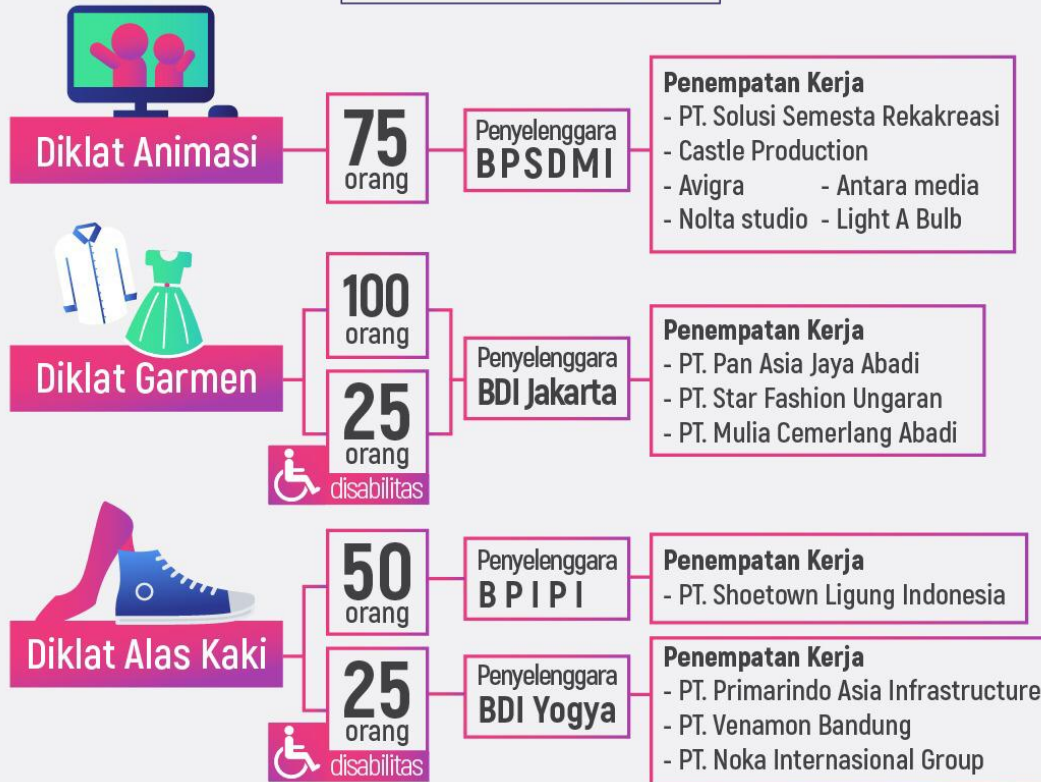 Diklat Animasi
75
orang
Penyelenggara
BPSDMI
Penempatan Kerja
- PT. Solusi Semesta Rekakreasi
- Castle Production
- Avigra - Antara media
- Nolta studio - Light A Bulb
Diklat Garmen
100
orang
25
orang
disabilitas
Penyelenggara
BDI Jakarta
Penempatan Kerja
- PT. Pan Asia Jaya Abadi
- PT. Star Fashion Ungaran
- PT. Mulia Cemerlang Abadi
Diklat Alas Kaki
50
orang
Penyelenggara
BPIPI
Penempatan Kerja
- PT. Shoetown Ligung Indonesia
25
orang
disabilitas
Penyelenggara
BDI Yogya
Penempatan Kerja
- PT. Primarindo Asia Infrastructure
- PT. Venamon Bandung
- PT. Noka Internasional Group